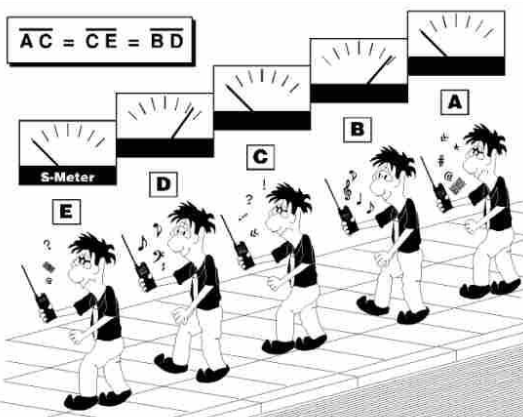 AC = CE = BD
A
B
C
D
S-Meter
E